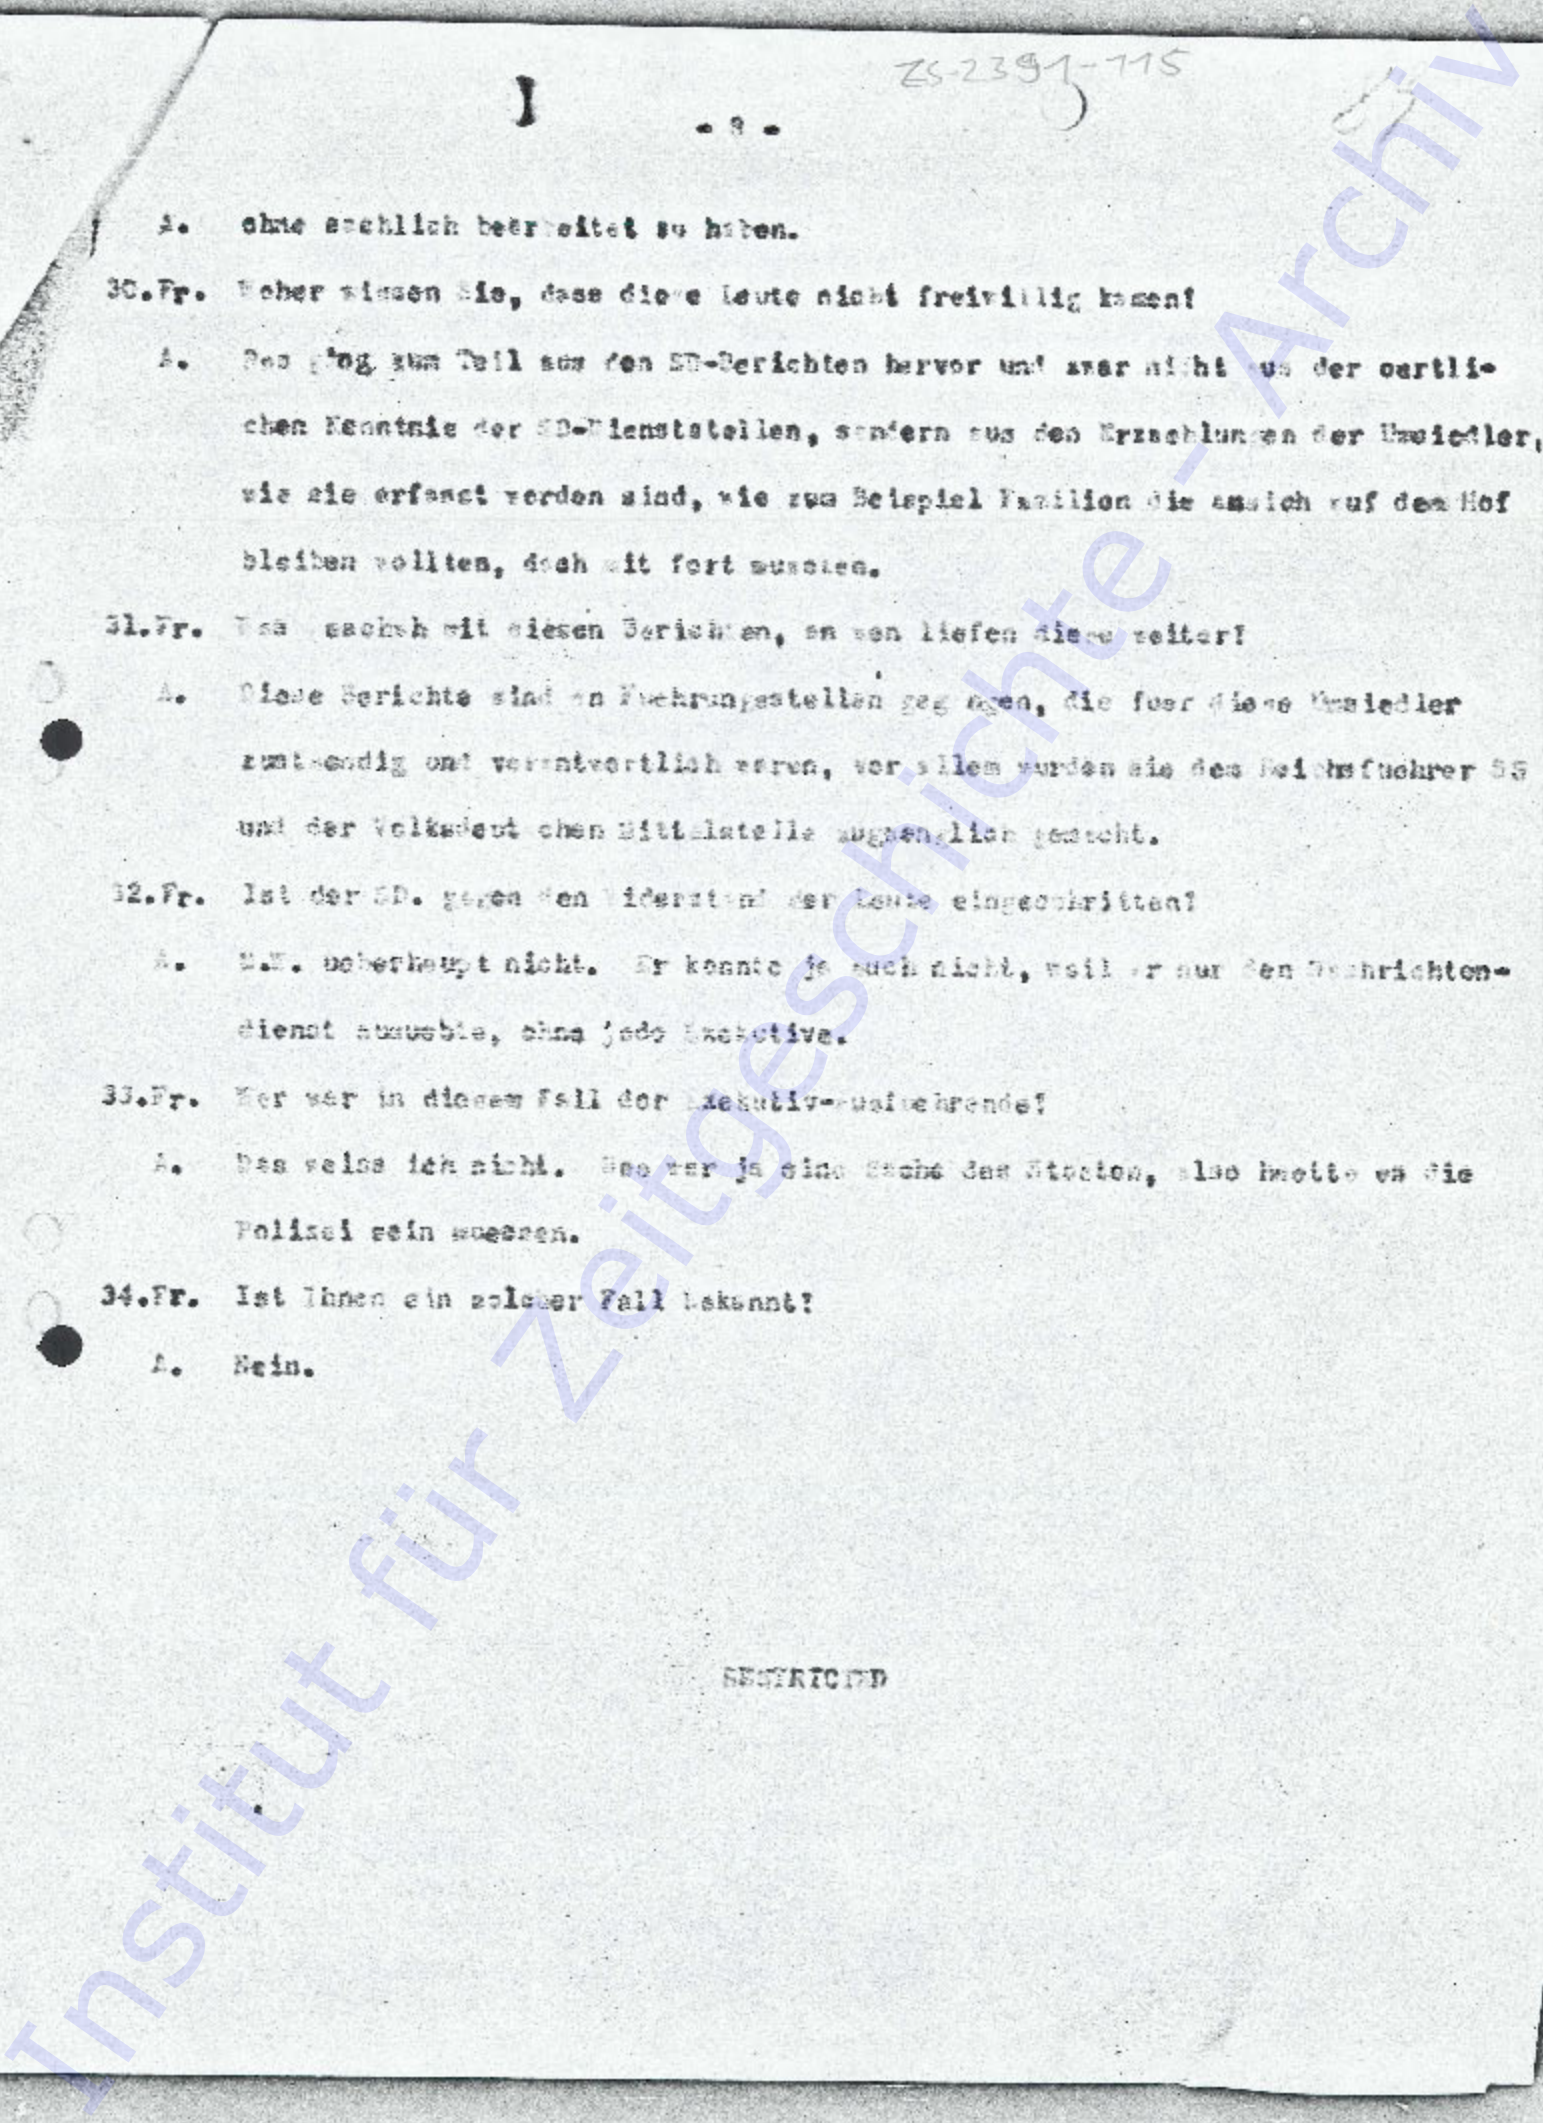 ZS-2391-115
- 8 -
A. ohne sachlich bearbeitet zu haben.
30.Fr. Woher wissen Sie, dass diese Leute nicht freiwillig kamen?
A. Das ging zum Teil aus den SD-Berichten hervor und zwar nicht aus der oertli-
chen Kenntnis der SD-Dienststellen, sondern aus den Erzaehlungen der Umsiedler,
wie sie erfasst worden sind, wie zum Beispiel Familien die ansich auf dem Hof
bleiben wollten, doch mit fort mussten.
31.Fr. Was geschah mit diesen Berichten, an wen liefen diese weiter?
A. Diese Berichte sind an Fuehrungsstellen gegangen, die fuer diese Umsiedler
zustaendig und verantwortlich waren, vor allem wurden sie dem Reichsfuehrer SS
und der Volksdeutschen Mittelstelle zugaenglich gemacht.
32.Fr. Ist der SD. gegen den Widerstand der Leute eingeschritten?
A. M.W. ueberhaupt nicht. Er konnte ja auch nicht, weil er nur den Nachrichten-
dienst ausuebte, ohne jede Exekutive.
33.Fr. Wer war in diesem Fall der Exekutiv-ausfuehrende?
A. Das weiss ich nicht. Das war ja eine Sache des Staates, also haette es die
Polizei sein muessen.
34.Fr. Ist Ihnen ein solcher Fall bekannt?
A. Nein.
RESTRICTED
Institut für Zeitgeschichte - Archiv